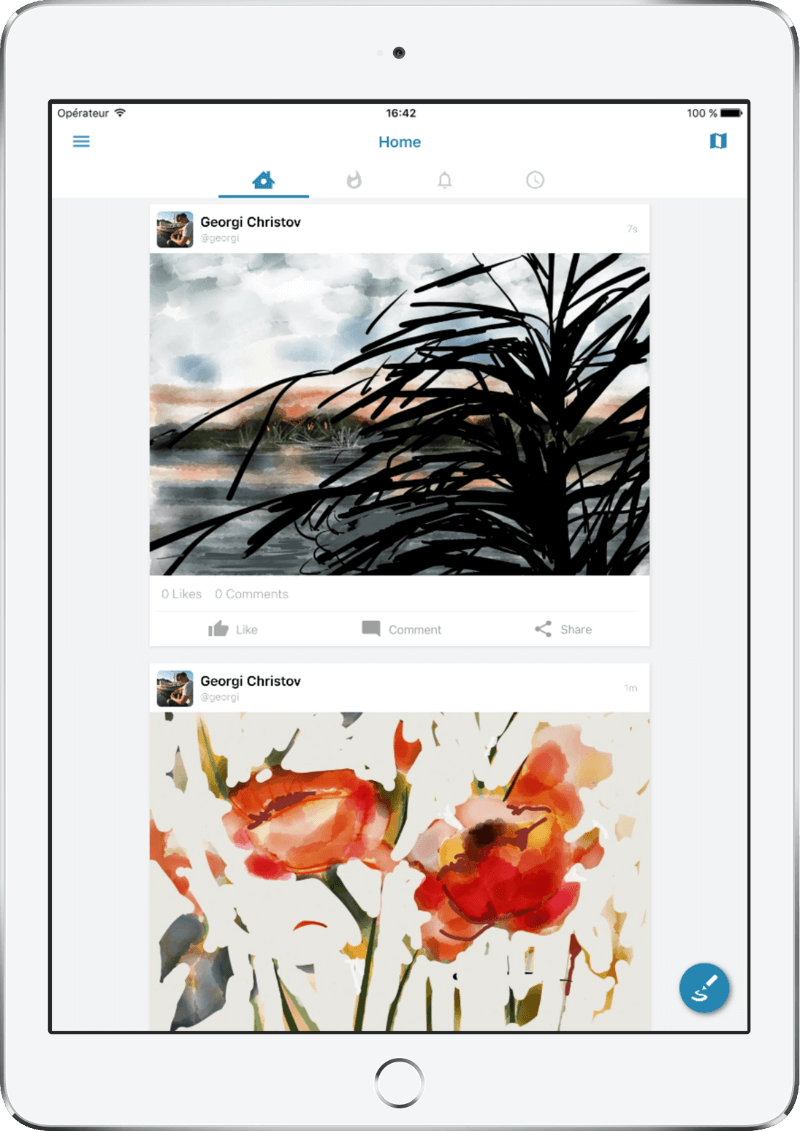 Opérateur 16:42 100 %
Home
Georgi Christov
@georgi 7s
0 Likes 0 Comments
Like Comment Share
Georgi Christov
@georgi 1m